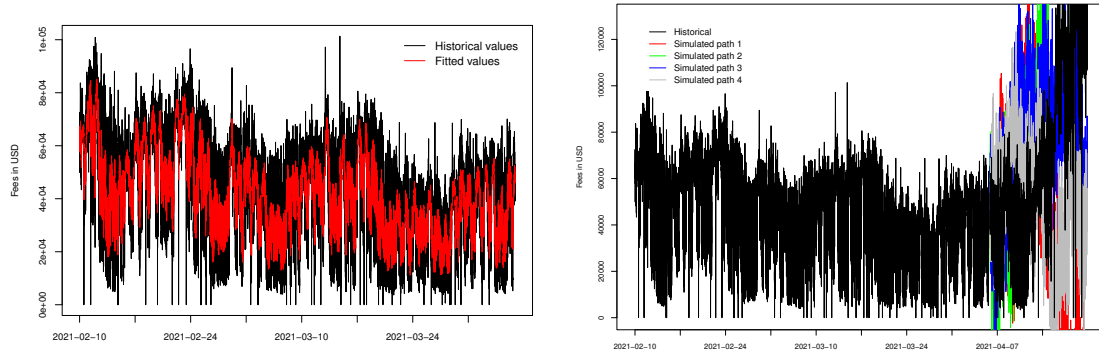 Fees in USD
1e+05
8e+04
6e+04
4e+04
2e+04
0e+00
Historical values
Fitted values
2021−02−10
2021−02−24
2021−03−10
2021−03−24
Fees in USD
120000
100000
80000
60000
40000
20000
0
Historical
Simulated path 1
Simulated path 2
Simulated path 3
Simulated path 4
2021−02−10
2021−02−24
2021−03−10
2021−03−24
2021−04−07